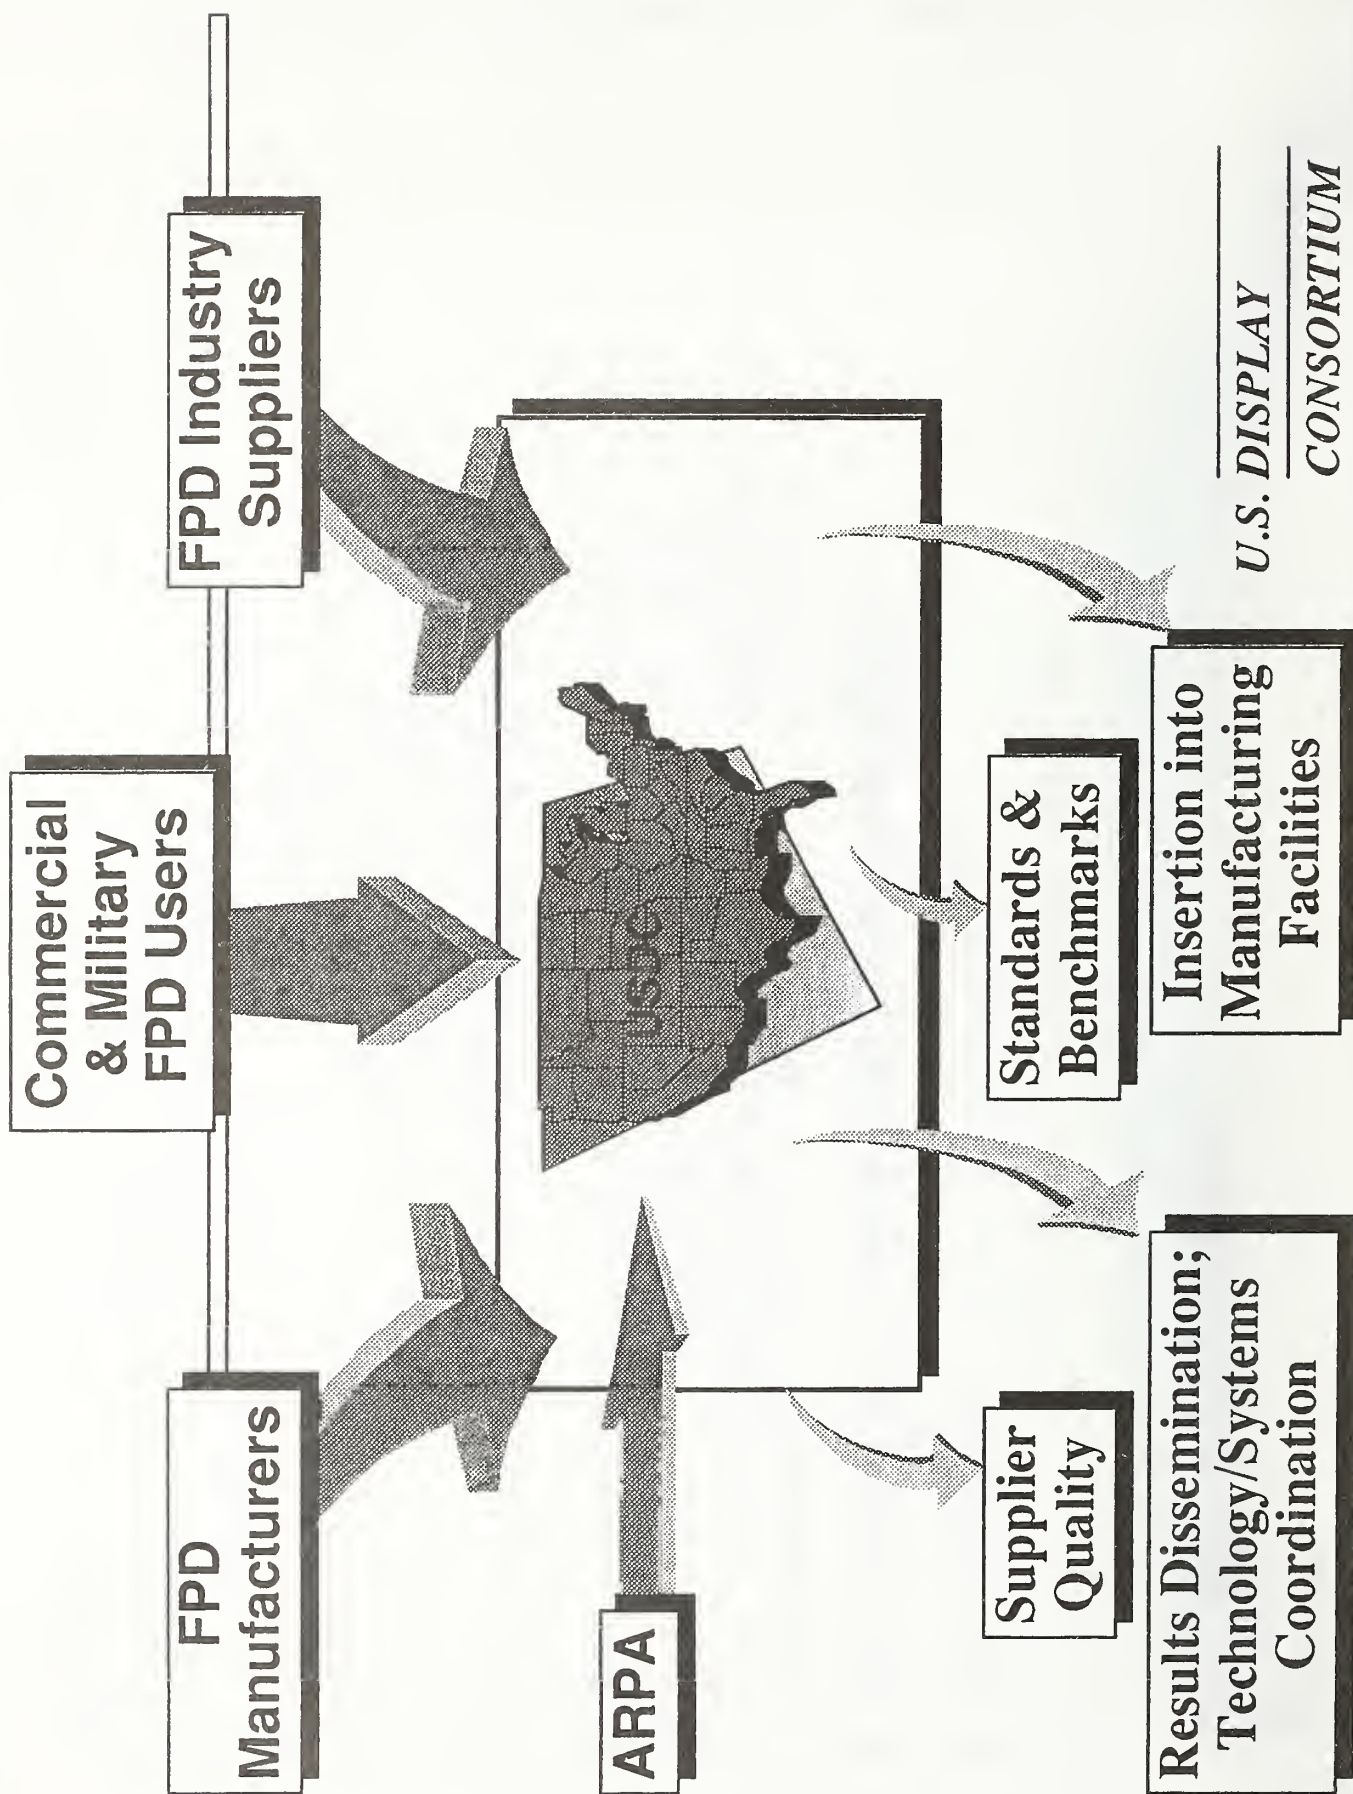 Commercial
& Military
FPD Users
FPD
Manufacturers
FPD Industry
Suppliers
ARPA
USDC
Supplier
Quality
Standards &
Benchmarks
Results Dissemination;
Technology/Systems
Coordination
Insertion into
Manufacturing
Facilities
U.S. DISPLAY
CONSORTIUM